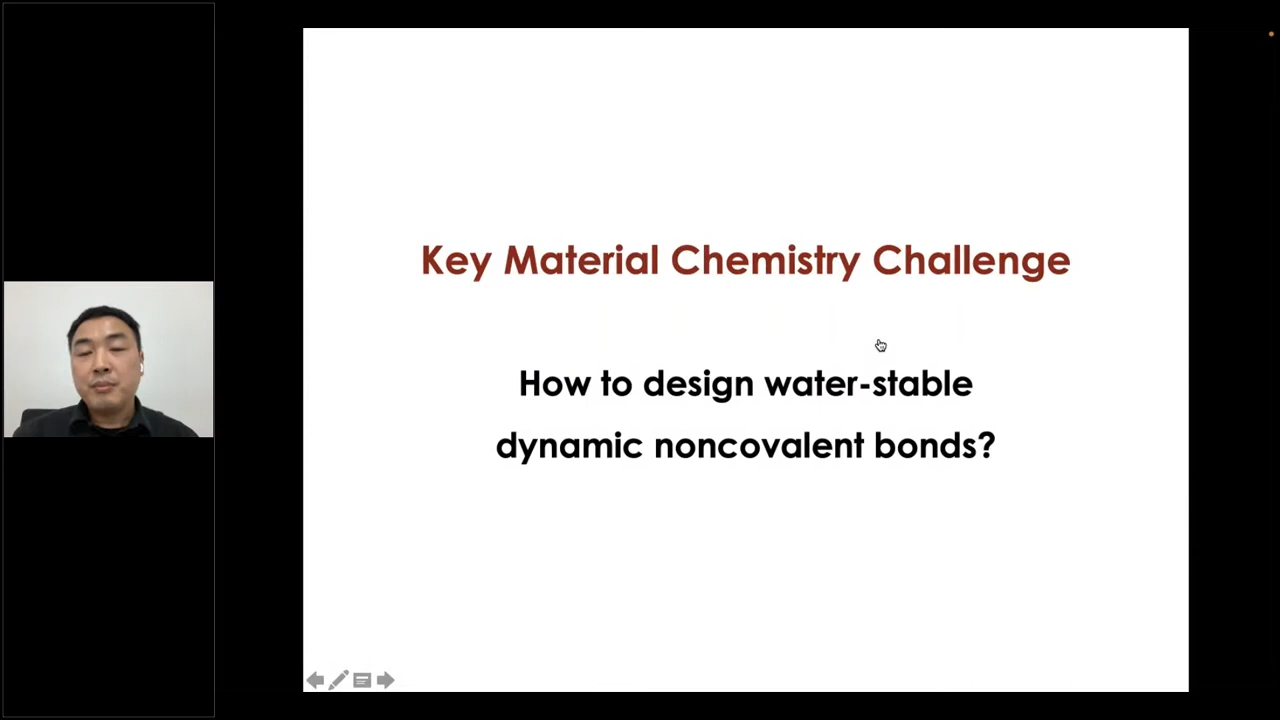 Key Material Chemistry Challenge
How to design water-stable
dynamic noncovalent bonds?